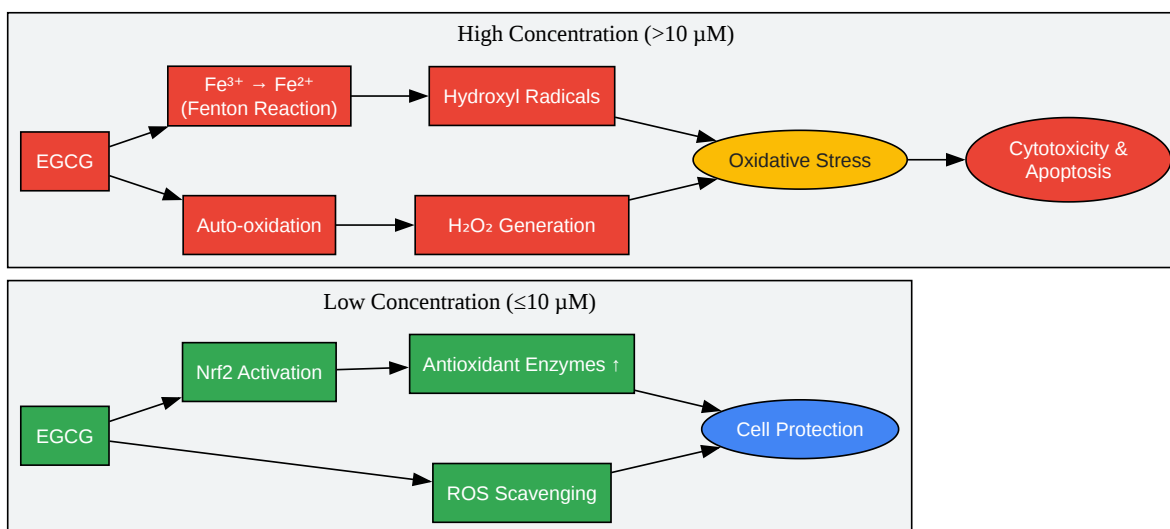 High Concentration (>10 µM)
Fe³⁺ → Fe²⁺
(Fenton Reaction)
Hydroxyl Radicals
EGCG
Oxidative Stress
Cytotoxicity &
Apoptosis
Auto-oxidation
H₂O₂ Generation
Low Concentration (≤10 µM)
Nrf2 Activation
Antioxidant Enzymes ↑
EGCG
Cell Protection
ROS Scavenging